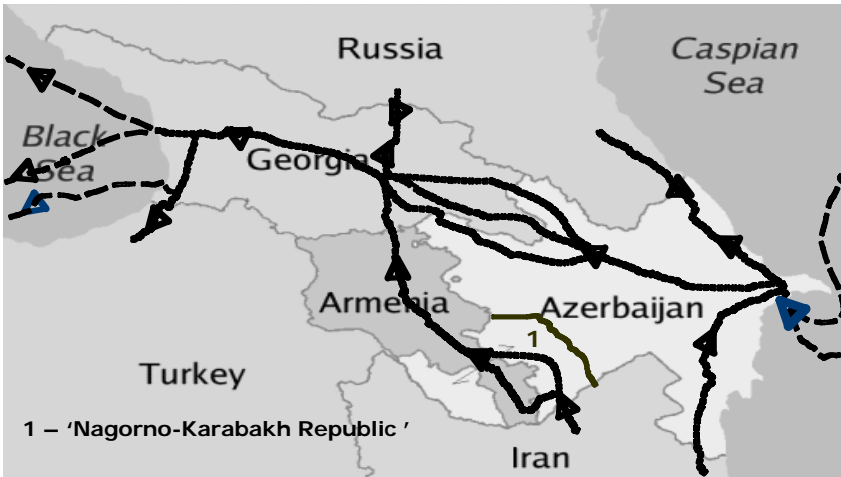 Russia
Caspian
Sea
Black
Sea
Georgia
Armenia
Azerbaijan
1
Turkey
1 – ‘Nagorno-Karabakh Republic ’
Iran